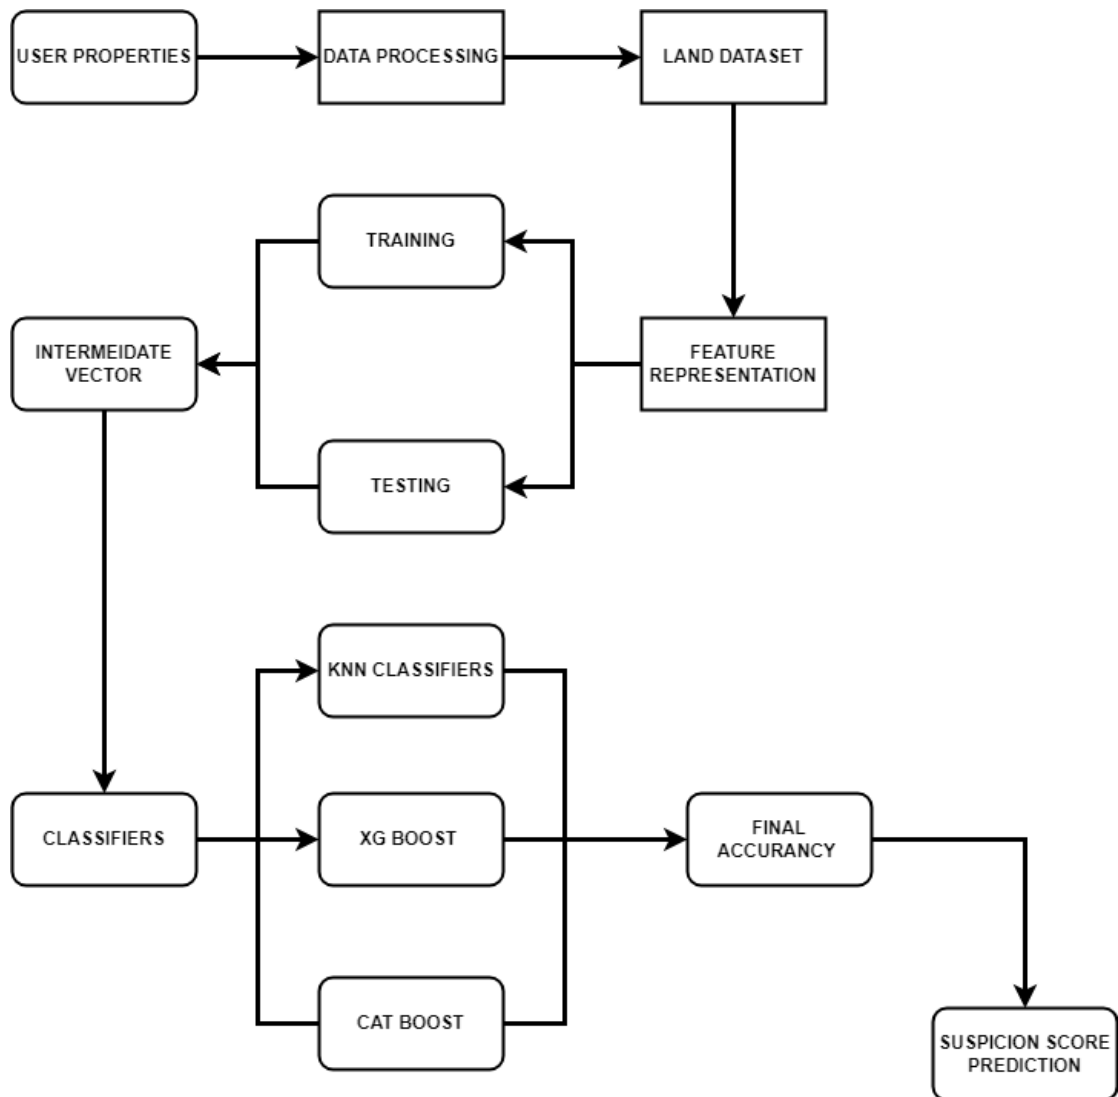 USER PROPERTIES
DATA PROCESSING
LAND DATASET
TRAINING
INTERMEIDATE
VECTOR
FEATURE
REPRESENTATION
TESTING
KNN CLASSIFIERS
CLASSIFIERS
XG BOOST
FINAL
ACCURANCY
CAT BOOST
SUSPICION SCORE
PREDICTION